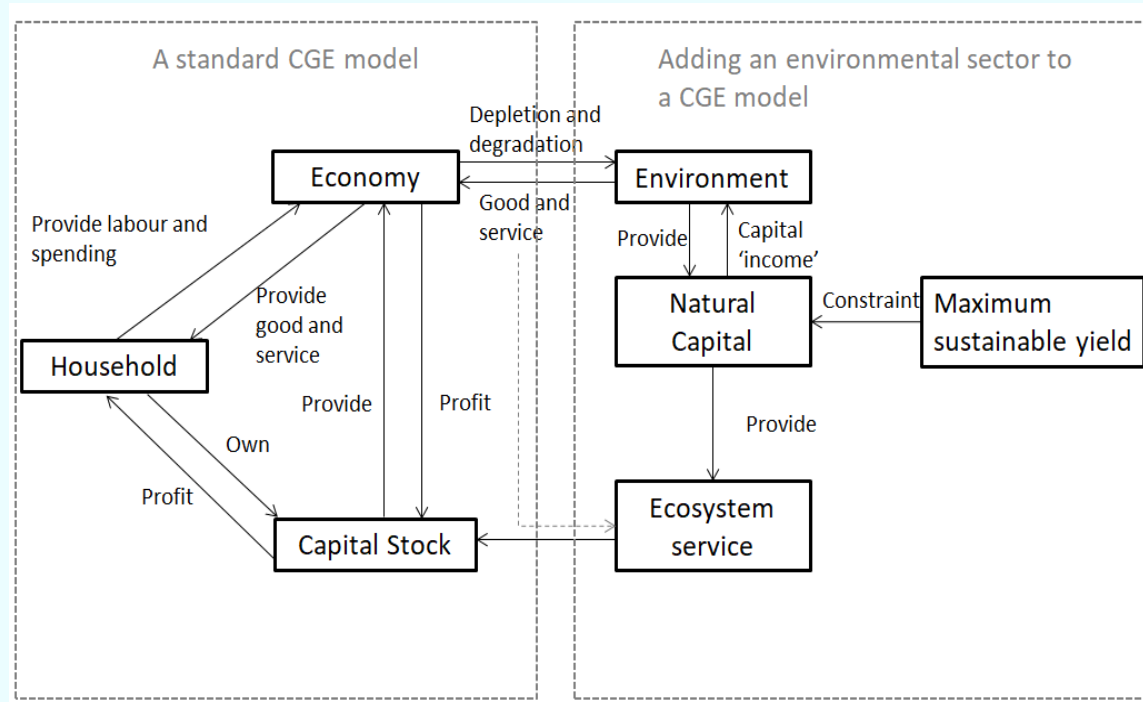 A standard CGE model
Adding an environmental sector to
a CGE model
Depletion and
degradation
Economy
Environment
Good and
service
Provide labour and
spending
Provide
Capital
'income'
Provide
good and
service
Natural
Capital
Constraint
Maximum
sustainable yield
Household
Provide
Profit
Provide
Own
Profit
Ecosystem
service
Capital Stock